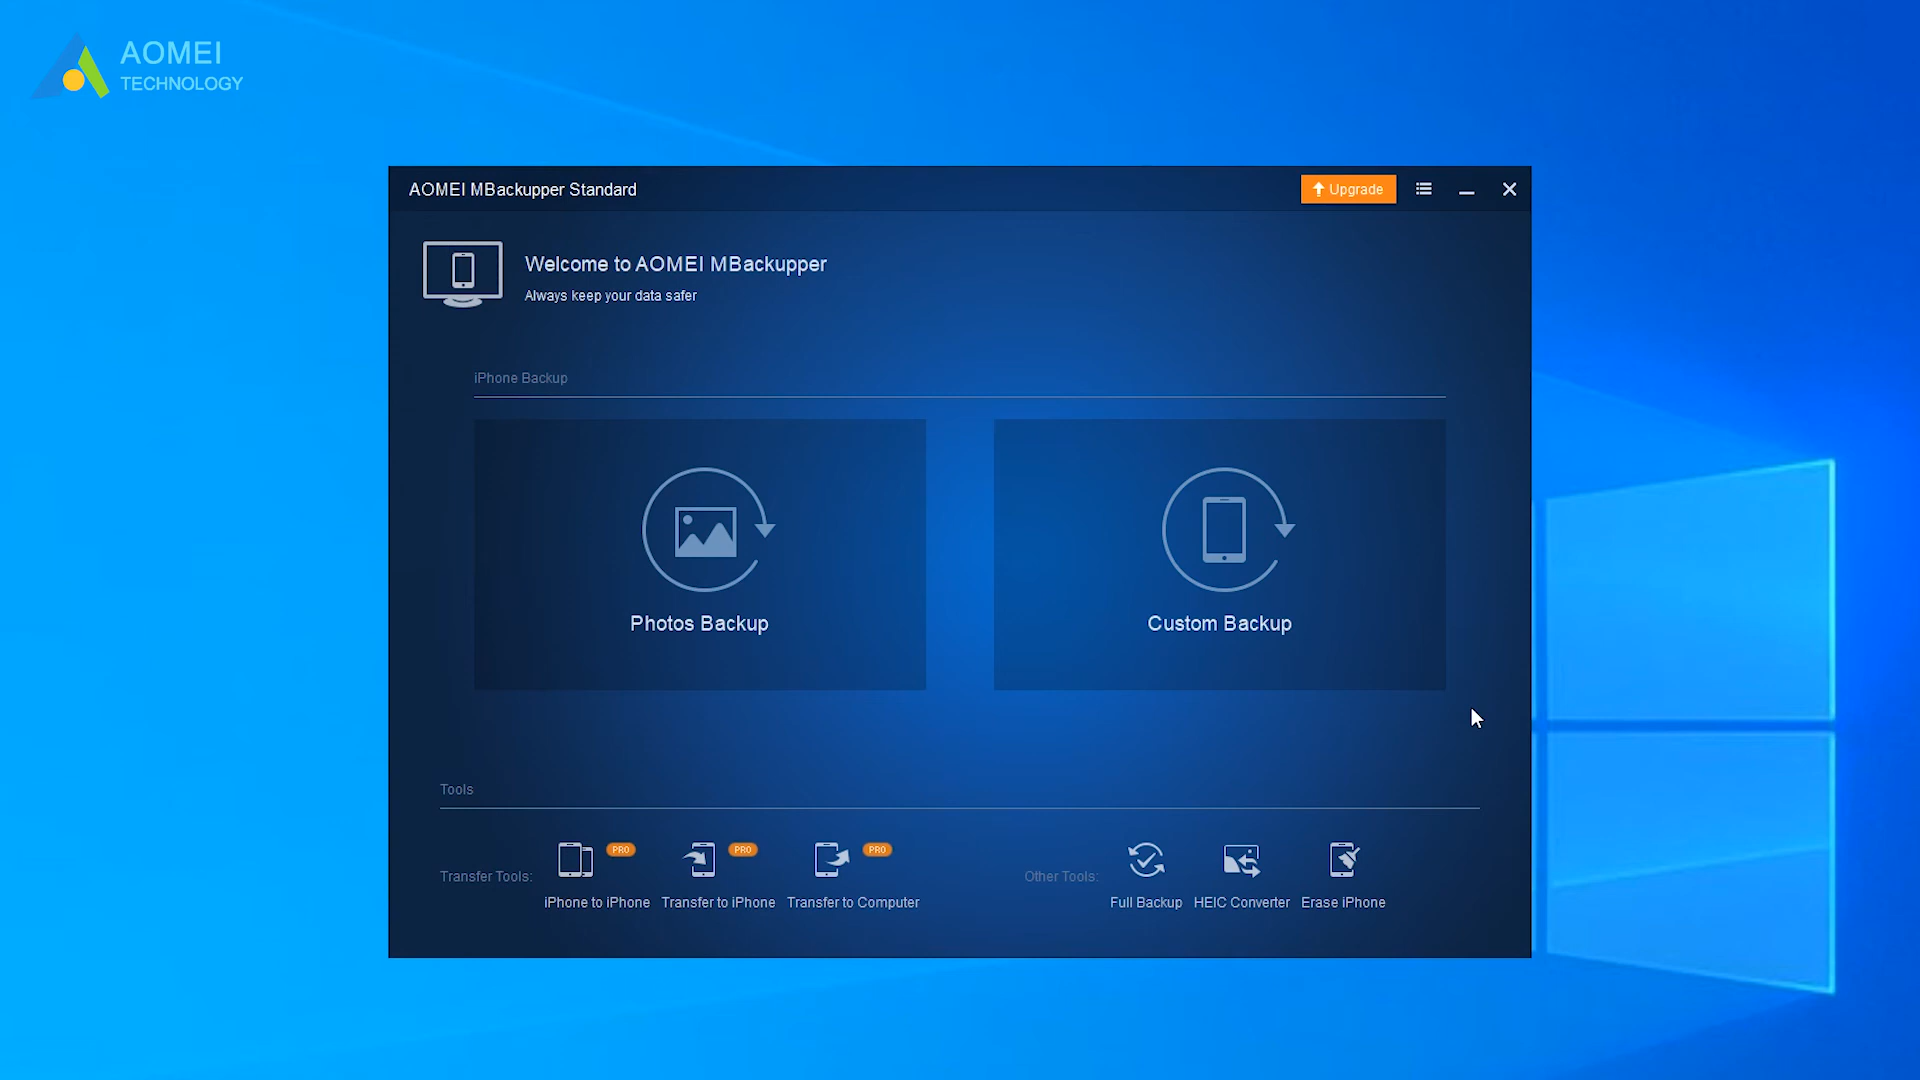 AOMEI
TECHNOLOGY
AOMEI MBackupper Standard
Upgrade
Welcome to AOMEI MBackupper
Always keep your data safer
iPhone Backup
Photos Backup
Custom Backup
Tools
Transfer Tools:
PRO
iPhone to iPhone
PRO
Transfer to iPhone
PRO
Transfer to Computer
Other Tools:
Full Backup
HEIC Converter
Erase iPhone